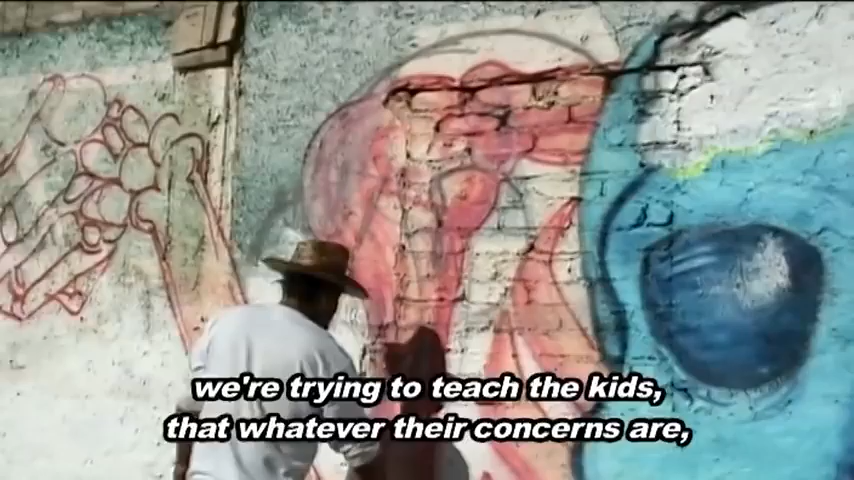 we're trying to teach the kids,
that whatever their concerns are,